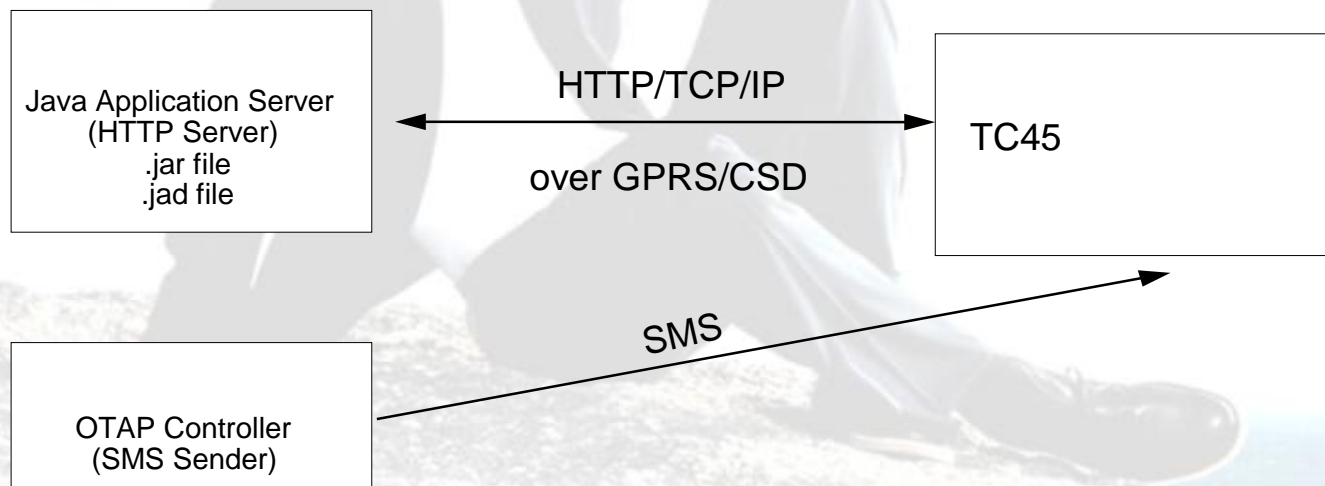 Java Application Server
(HTTP Server)
.jar file
.jad file
HTTP/TCP/IP
over GPRS/CSD
TC45
SMS
OTAP Controller
(SMS Sender)